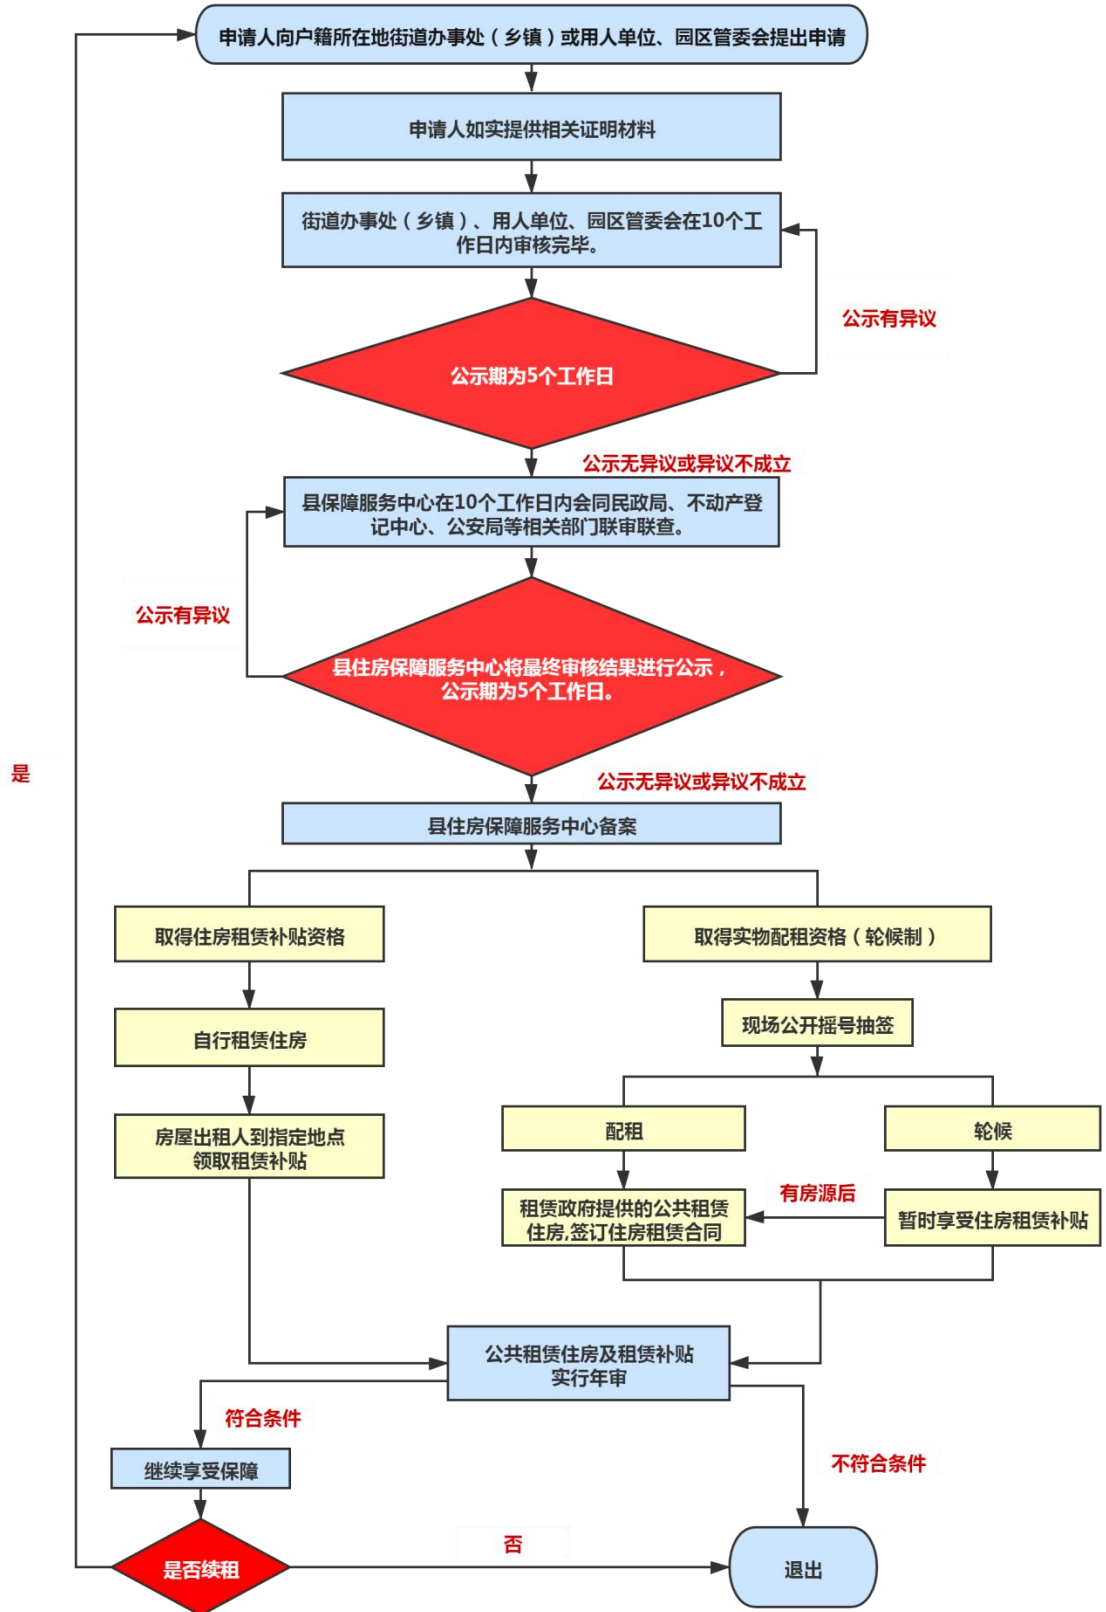 申请人向户籍所在地街道办事处（乡镇）或用人单位、园区管委会提出申请
申请人如实提供相关证明材料
街道办事处（乡镇）、用人单位、园区管委会在10个工
作日内审核完毕。
公示有异议
公示期为5个工作日
公示无异议或异议不成立
县保障服务中心在10个工作日内会同民政局、不动产登
记中心、公安局等相关部门联审联查。
公示有异议
县住房保障服务中心将最终审核结果进行公示，
公示期为5个工作日。
是
公示无异议或异议不成立
县住房保障服务中心备案
取得住房租赁补贴资格
取得实物配租资格（轮候制）
自行租赁住房
现场公开摇号抽签
房屋出租人到指定地点
领取租赁补贴
配租
轮候
租赁政府提供的公共租赁
住房,签订住房租赁合同
有房源后
暂时享受住房租赁补贴
公共租赁住房及租赁补贴
实行年审
符合条件
不符合条件
继续享受保障
是否续租
否
退出